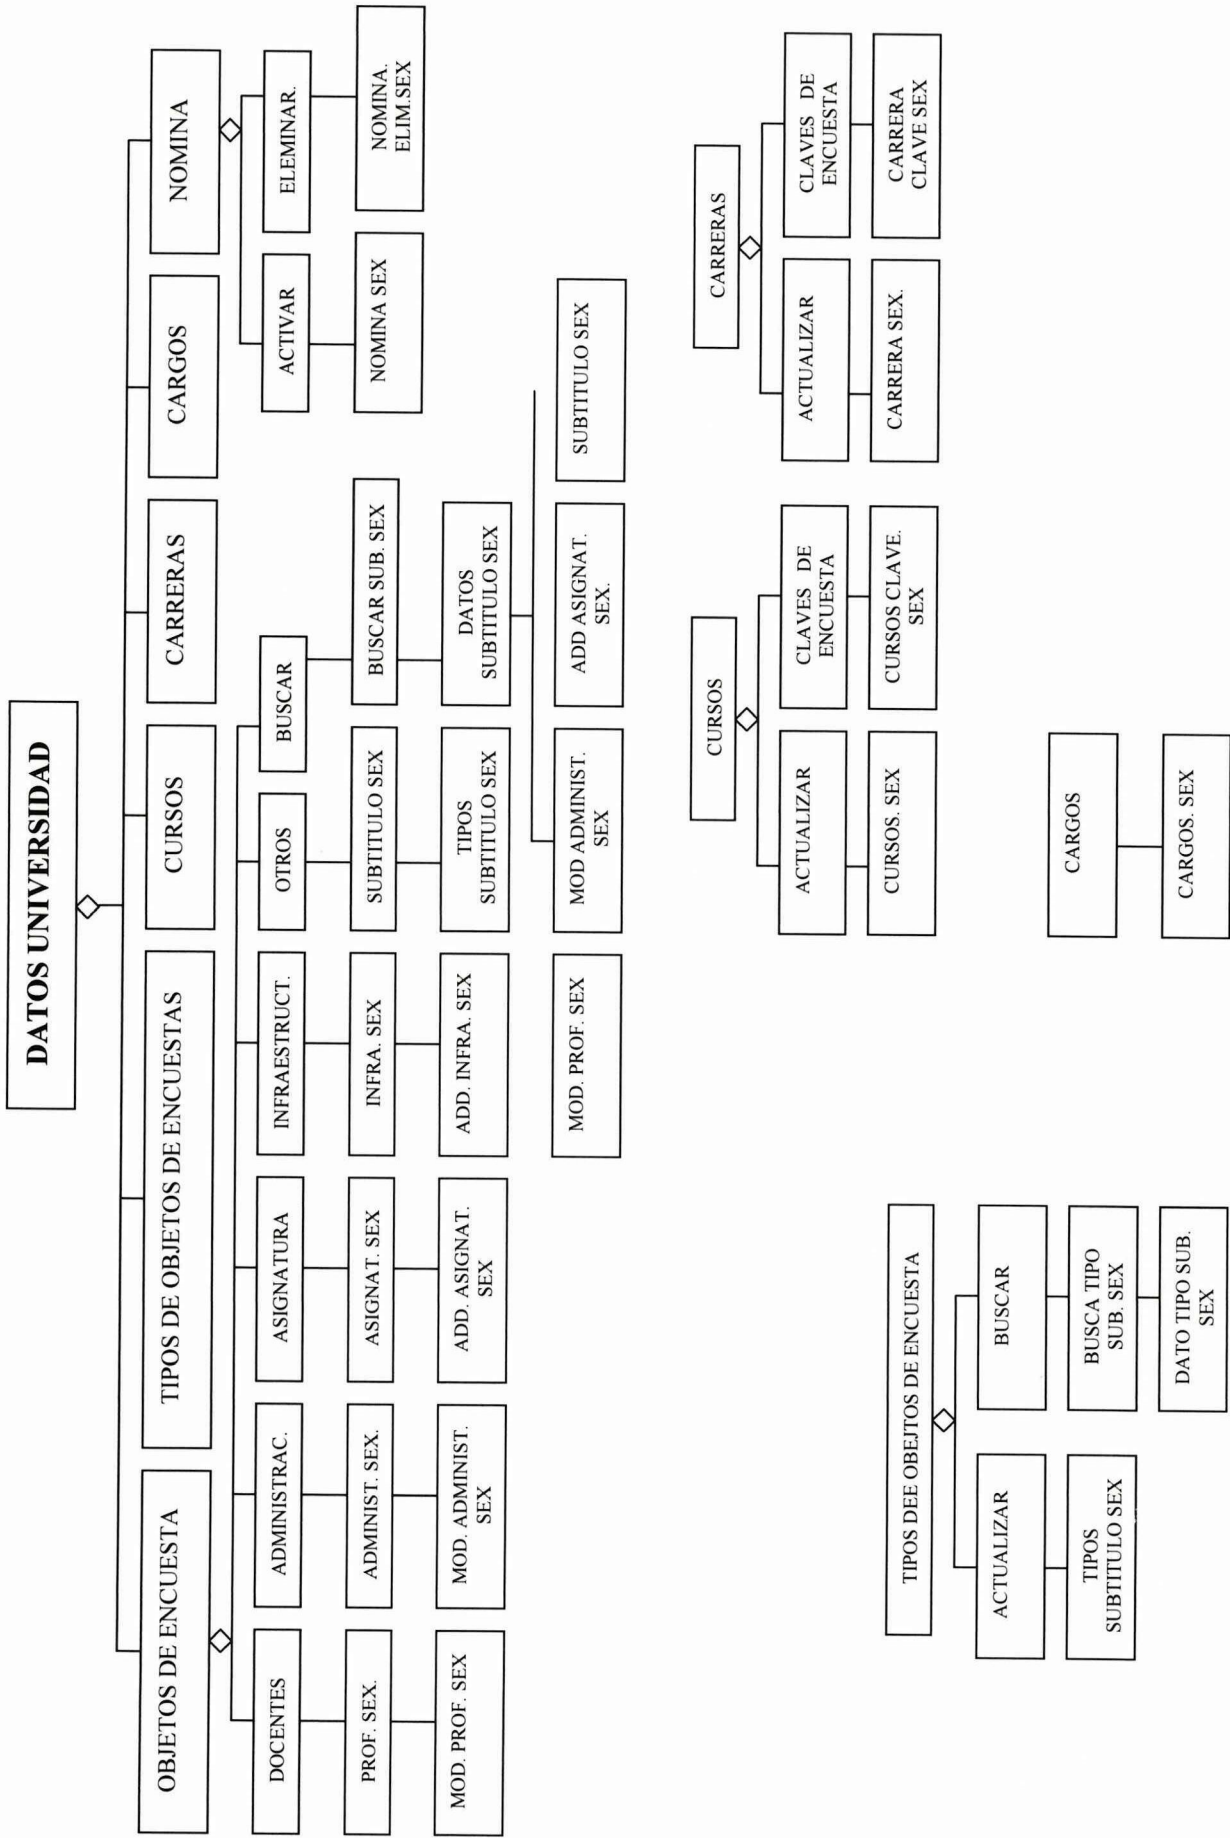 DATOS UNIVERSIDAD
OBJETOS DE ENCUESTA
TIPOS DE OBJETOS DE ENCUESTAS
CURSOS
CARRERAS
CARGOS
NOMINA
DOCENTES
ADMINISTRAC.
ASIGNATURA
INFRAESTRUCT.
OTROS
BUSCAR
ACTIVAR
ELEMINAR.
PROF. SEX.
ADMINIST. SEX.
ASIGNAT. SEX
INFRA. SEX
SUBTITULO SEX
BUSCAR SUB. SEX
NOMINA SEX
NOMINA.
ELIM.SEX
MOD. PROF. SEX
MOD. ADMINIST.
SEX
ADD. ASIGNAT.
SEX
ADD. INFRA. SEX
TIPOS
SUBTITULO SEX
DATOS
SUBTITULO SEX
MOD. PROF. SEX
MOD ADMINIST.
SEX
ADD ASIGNAT.
SEX.
SUBTITULO SEX
CURSOS
ACTUALIZAR
CLAVES DE
ENCUESTA
CURSOS. SEX
CURSOS CLAVE.
SEX
CARRERAS
ACTUALIZAR
CLAVES DE
ENCUESTA
CARRERA SEX.
CARRERA
CLAVE SEX
TIPOS DEE OBEJTOS DE ENCUESTA
ACTUALIZAR
BUSCAR
TIPOS
SUBTITULO SEX
BUSCA TIPO
SUB. SEX
DATO TIPO SUB.
SEX
CARGOS
CARGOS. SEX